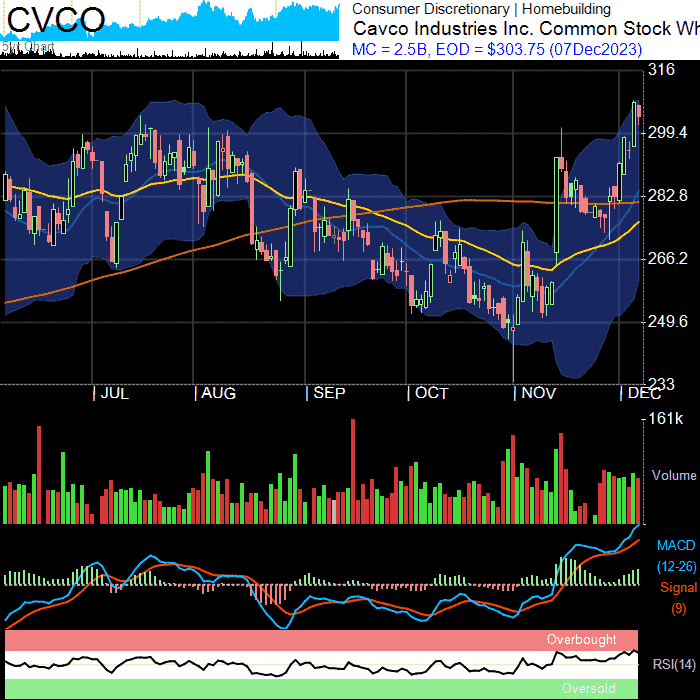 CVCO
5yr Chart
Consumer Discretionary | Homebuilding
Cavco Industries Inc. Common Stock Wh
MC = 2.5B, EOD = $303.75 (07Dec2023)
316
299.4
282.8
266.2
249.6
233
| JUL | AUG | SEP | OCT | NOV | DEC
161k
Volume
MACD
(12-26)
Signal
(9)
Overbought
RSI(14)
Oversold